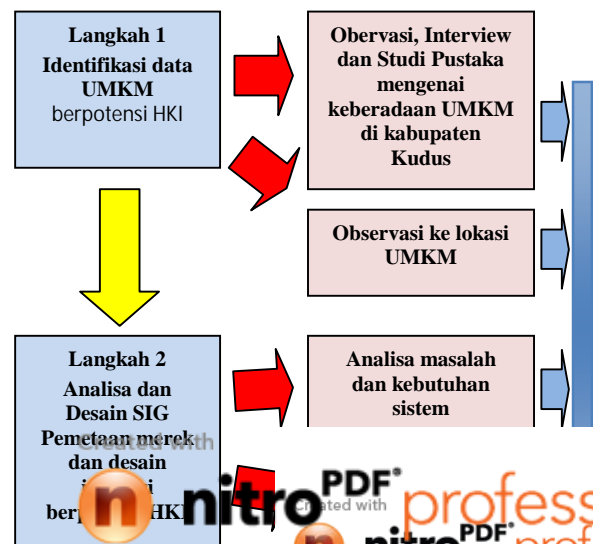 Langkah 1
Identifikasi data
UMKM
berpotensi HKI
Obervasi, Interview
dan Studi Pustaka
mengenai
keberadaan UMKM
di kabupaten
Kudus
Observasi ke lokasi
UMKM
Langkah 2
Analisa dan
Desain SIG
Pemetaan merek
dan desain
Analisa masalah
dan kebutuhan
sistem
Created with
nitro PDF
Created with
nitro PDF